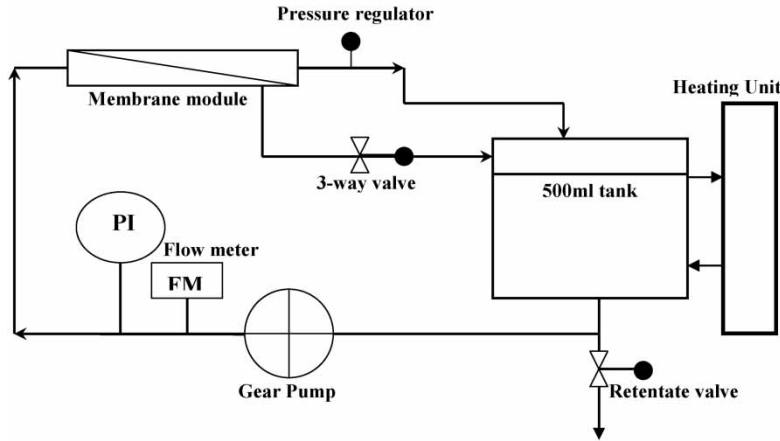 Pressure regulator
Membrane module
Heating Unit
3-way valve
500ml tank
PI
Flow meter
FM
Gear Pump
Retentate valve